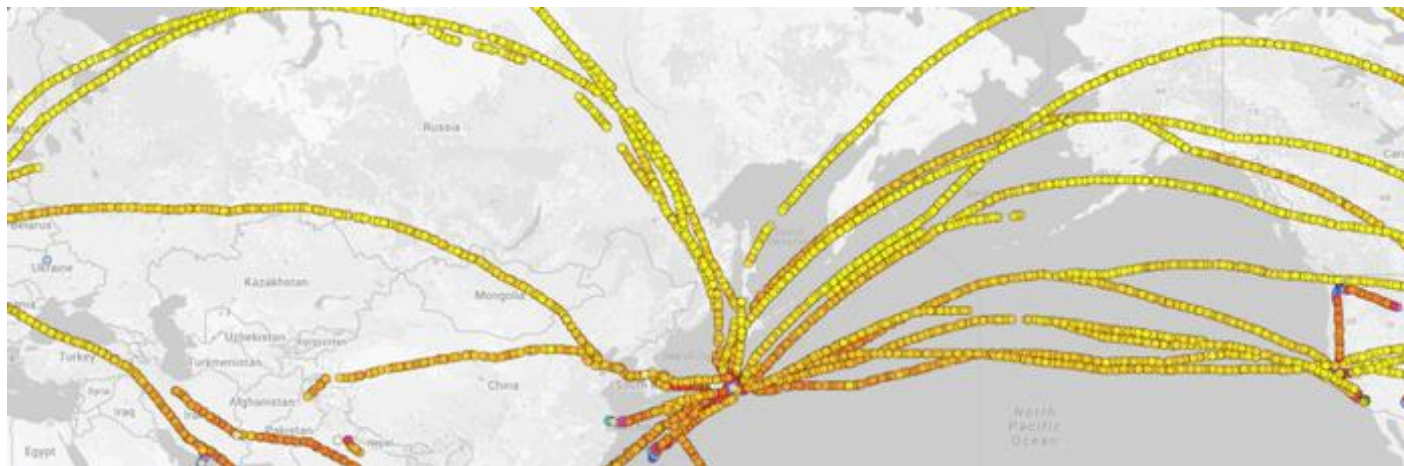 Russia
Belarus
Ukraine
Kazakhstan
Mongolia
Uzbekistan
Kyrgyzstan
Turkey
Turkmenistan
China
South
Syria
Iraq
Afghanistan
Pakistan
Nepal
Egypt
North
Pacific
Ocean